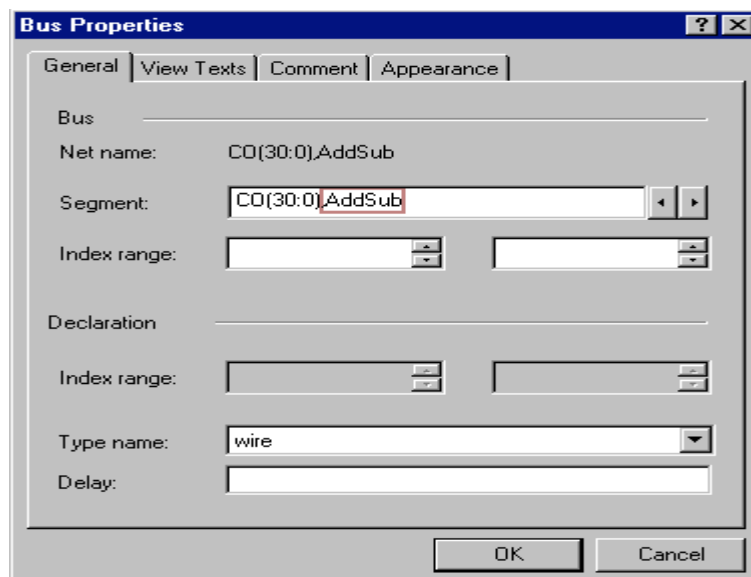 Bus Properties
General View Texts Comment Appearance
Bus
Net name: CO(30:0),AddSub
Segment: CO(30:0),AddSub
Index range:
Declaration
Index range:
Type name: wire
Delay:
OK Cancel